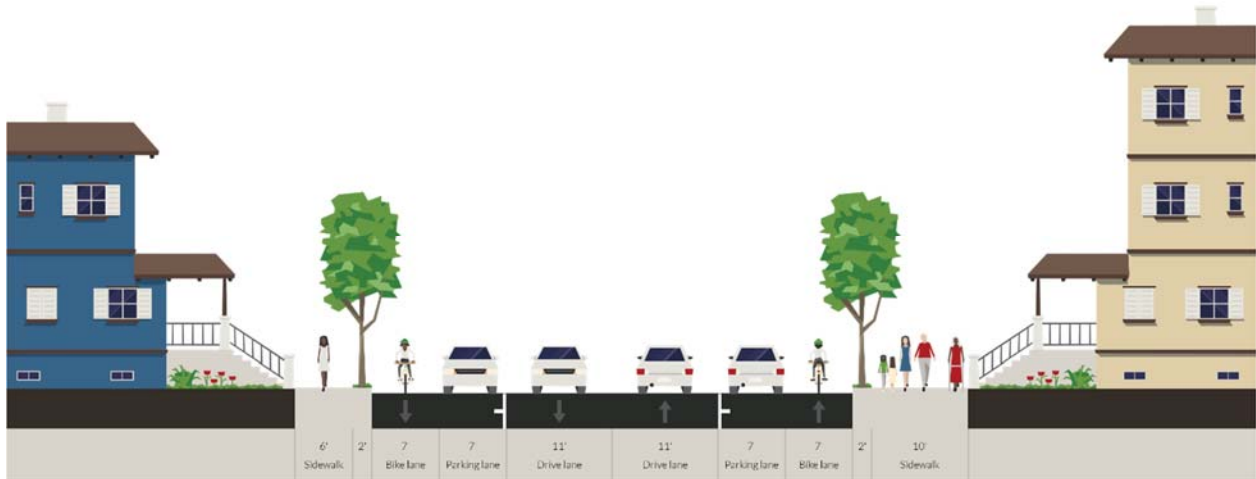 6' 2' 7 7 11' 11' 7 7 2' 10'
Sidewalk Bike lane Parking lane Drive lane Drive lane Parking lane Bike lane Sidewalk